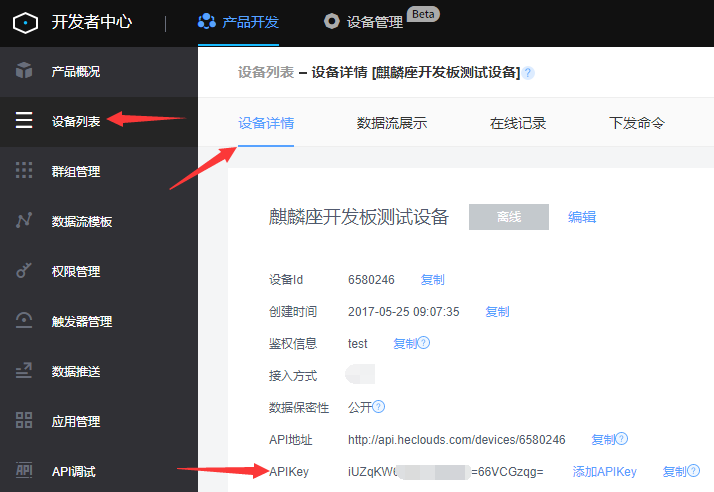 开发者中心 产品开发 设备管理 Beta
产品概况
设备列表
群组管理
数据流模板
权限管理
触发器管理
数据推送
应用管理
API API调试
设备列表 – 设备详情 [麒麟座开发板测试设备] ?
设备详情 数据流展示 在线记录 下发命令
麒麟座开发板测试设备 离线 编辑
设备Id 6580246 复制
创建时间 2017-05-25 09:07:35 复制
鉴权信息 test 复制 ?
接入方式
数据保密性 公开 ?
API地址 http://api.heclouds.com/devices/6580246 复制 ?
APIKey iUZqKW =66VCGzqg= 添加APIKey 复制 ?